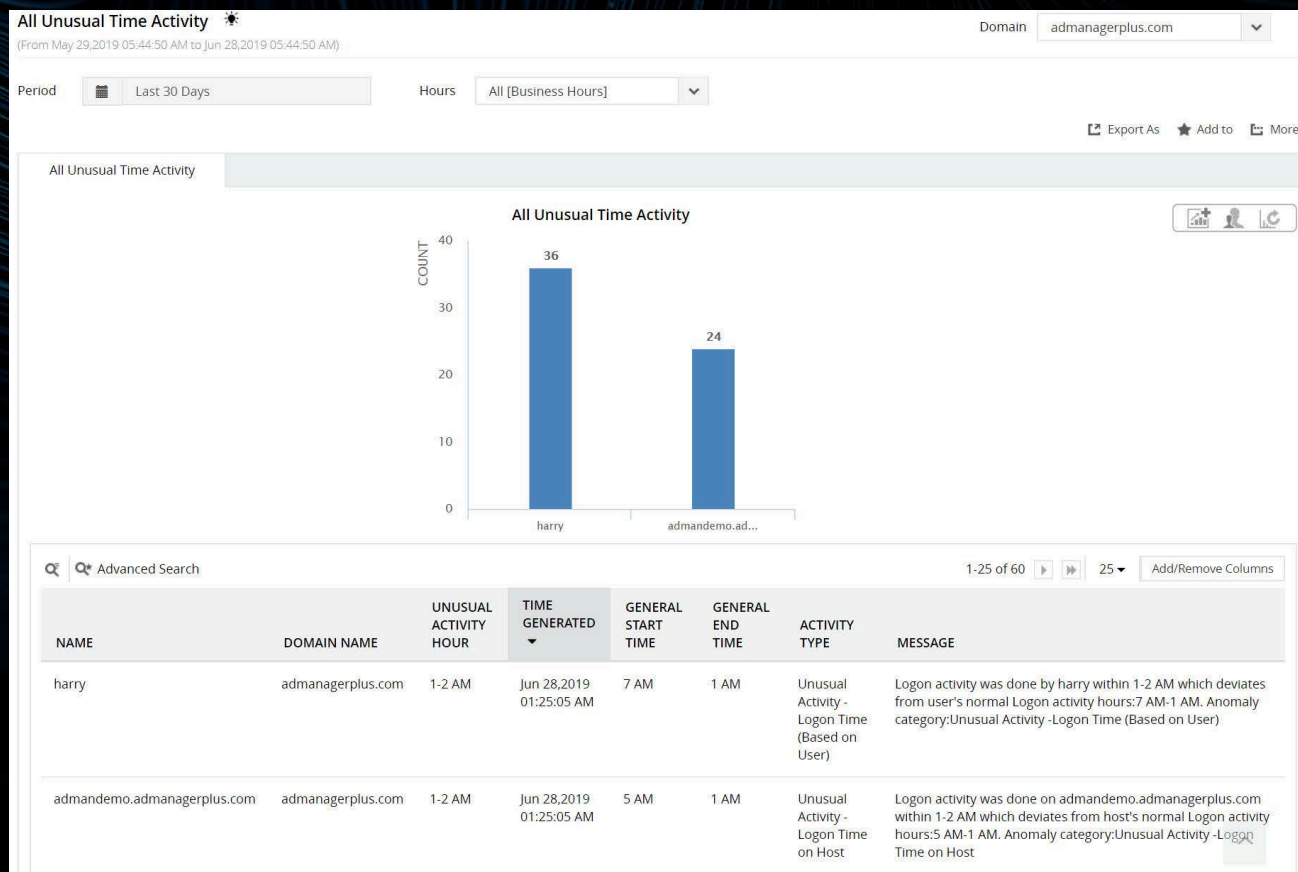 All Unusual Time Activity
(From May 29,2019 05:44:50 AM to Jun 28,2019 05:44:50 AM)
Domain admanagerplus.com
Period Last 30 Days Hours All [Business Hours]
Export As Add to More
All Unusual Time Activity
All Unusual Time Activity
COUNT
40
30
20
10
0
36
24
harry admandemo.ad...
Advanced Search 1-25 of 60 25 Add/Remove Columns
NAME
DOMAIN NAME
UNUSUAL
ACTIVITY
HOUR
TIME
GENERATED
GENERAL
START
TIME
GENERAL
END
TIME
ACTIVITY
TYPE
MESSAGE
harry
admanagerplus.com
1-2 AM
Jun 28,2019
01:25:05 AM
7 AM
1 AM
Unusual
Activity -
Logon Time
(Based on
User)
Logon activity was done by harry within 1-2 AM which deviates
from user's normal Logon activity hours:7 AM-1 AM. Anomaly
category:Unusual Activity -Logon Time (Based on User)
admandemo.admanagerplus.com
admanagerplus.com
1-2 AM
Jun 28,2019
01:25:05 AM
5 AM
1 AM
Unusual
Activity -
Logon Time
on Host
Logon activity was done on admandemo.admanagerplus.com
within 1-2 AM which deviates from host's normal Logon activity
hours:5 AM-1 AM. Anomaly category:Unusual Activity -Logon
Time on Host